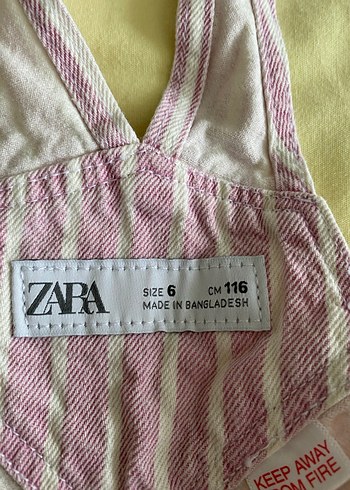 ZARA
SIZE 6 CM 116
MADE IN BANGLADESH
KEEP AWAY
FROM FIRE